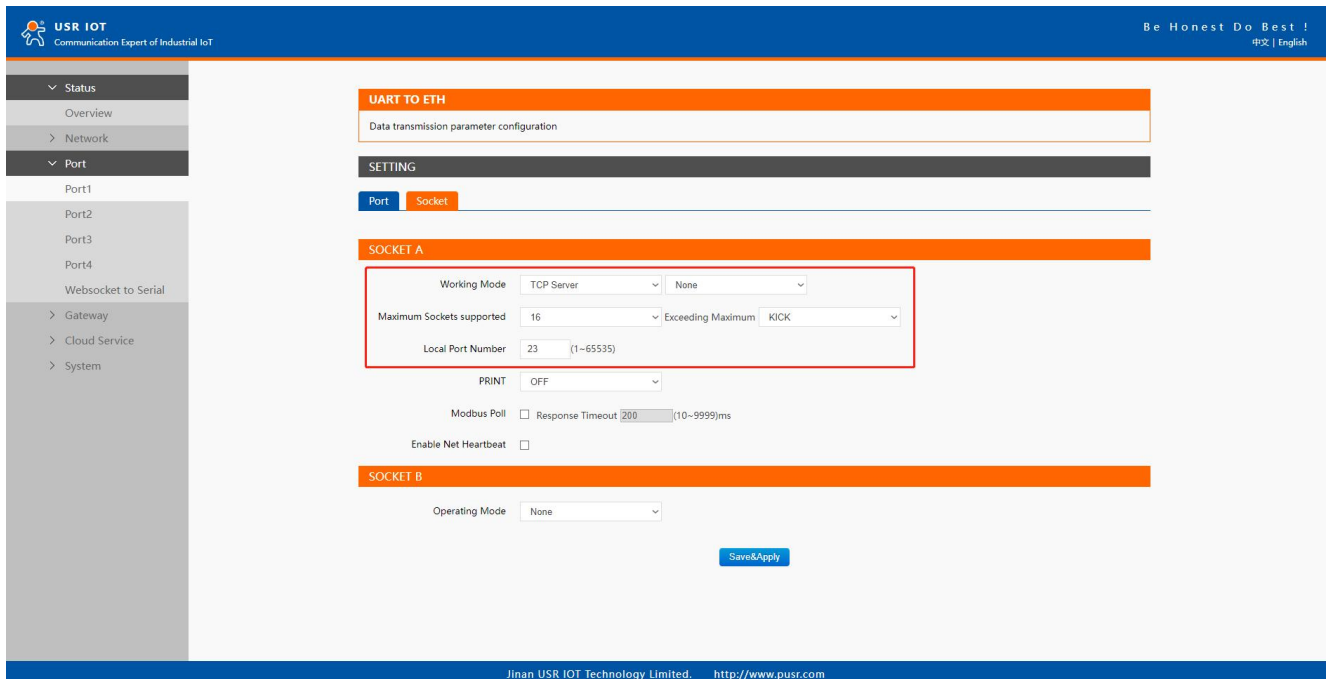 USR IOT
Communication Expert of Industrial IoT
Be Honest Do Best !
中文 | English
Status
Overview
Network
Port
Port1
Port2
Port3
Port4
Websocket to Serial
Gateway
Cloud Service
System
UART TO ETH
Data transmission parameter configuration
SETTING
Port Socket
SOCKET A
Working Mode TCP Server None
Maximum Sockets supported 16 Exceeding Maximum KICK
Local Port Number 23 (1~65535)
PRINT OFF
Modbus Poll Response Timeout 200 (10~9999)ms
Enable Net Heartbeat
SOCKET B
Operating Mode None
Save&Apply
Jinan USR IOT Technology Limited. http://www.pusr.com